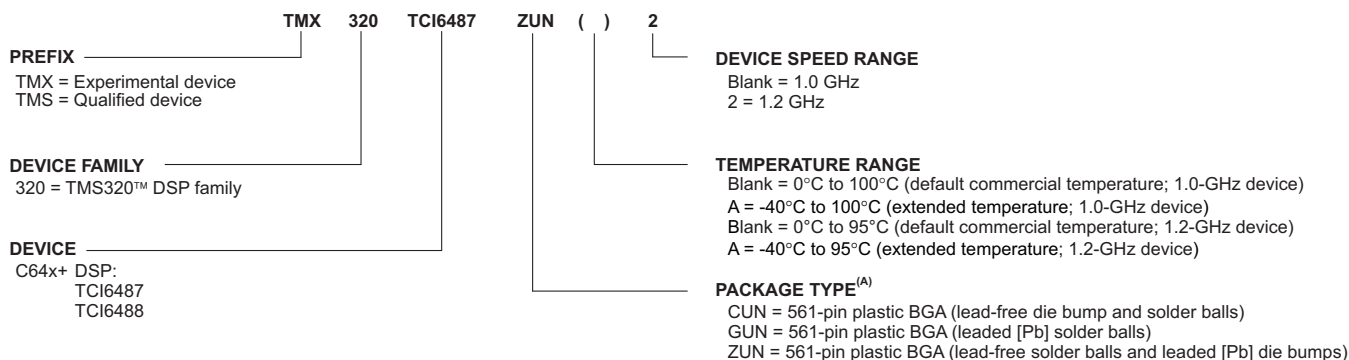 TMX 320 TCI6487 ZUN ( ) 2
PREFIX
TMX = Experimental device
TMS = Qualified device
DEVICE FAMILY
320 = TMS320™ DSP family
DEVICE
C64x+ DSP:
TCI6487
TCI6488
DEVICE SPEED RANGE
Blank = 1.0 GHz
2 = 1.2 GHz
TEMPERATURE RANGE
Blank = 0°C to 100°C (default commercial temperature; 1.0-GHz device)
A = -40°C to 100°C (extended temperature; 1.0-GHz device)
Blank = 0°C to 95°C (default commercial temperature; 1.2-GHz device)
A = -40°C to 95°C (extended temperature; 1.2-GHz device)
PACKAGE TYPE(A)
CUN = 561-pin plastic BGA (lead-free die bump and solder balls)
GUN = 561-pin plastic BGA (leaded [Pb] solder balls)
ZUN = 561-pin plastic BGA (lead-free solder balls and leaded [Pb] die bumps)